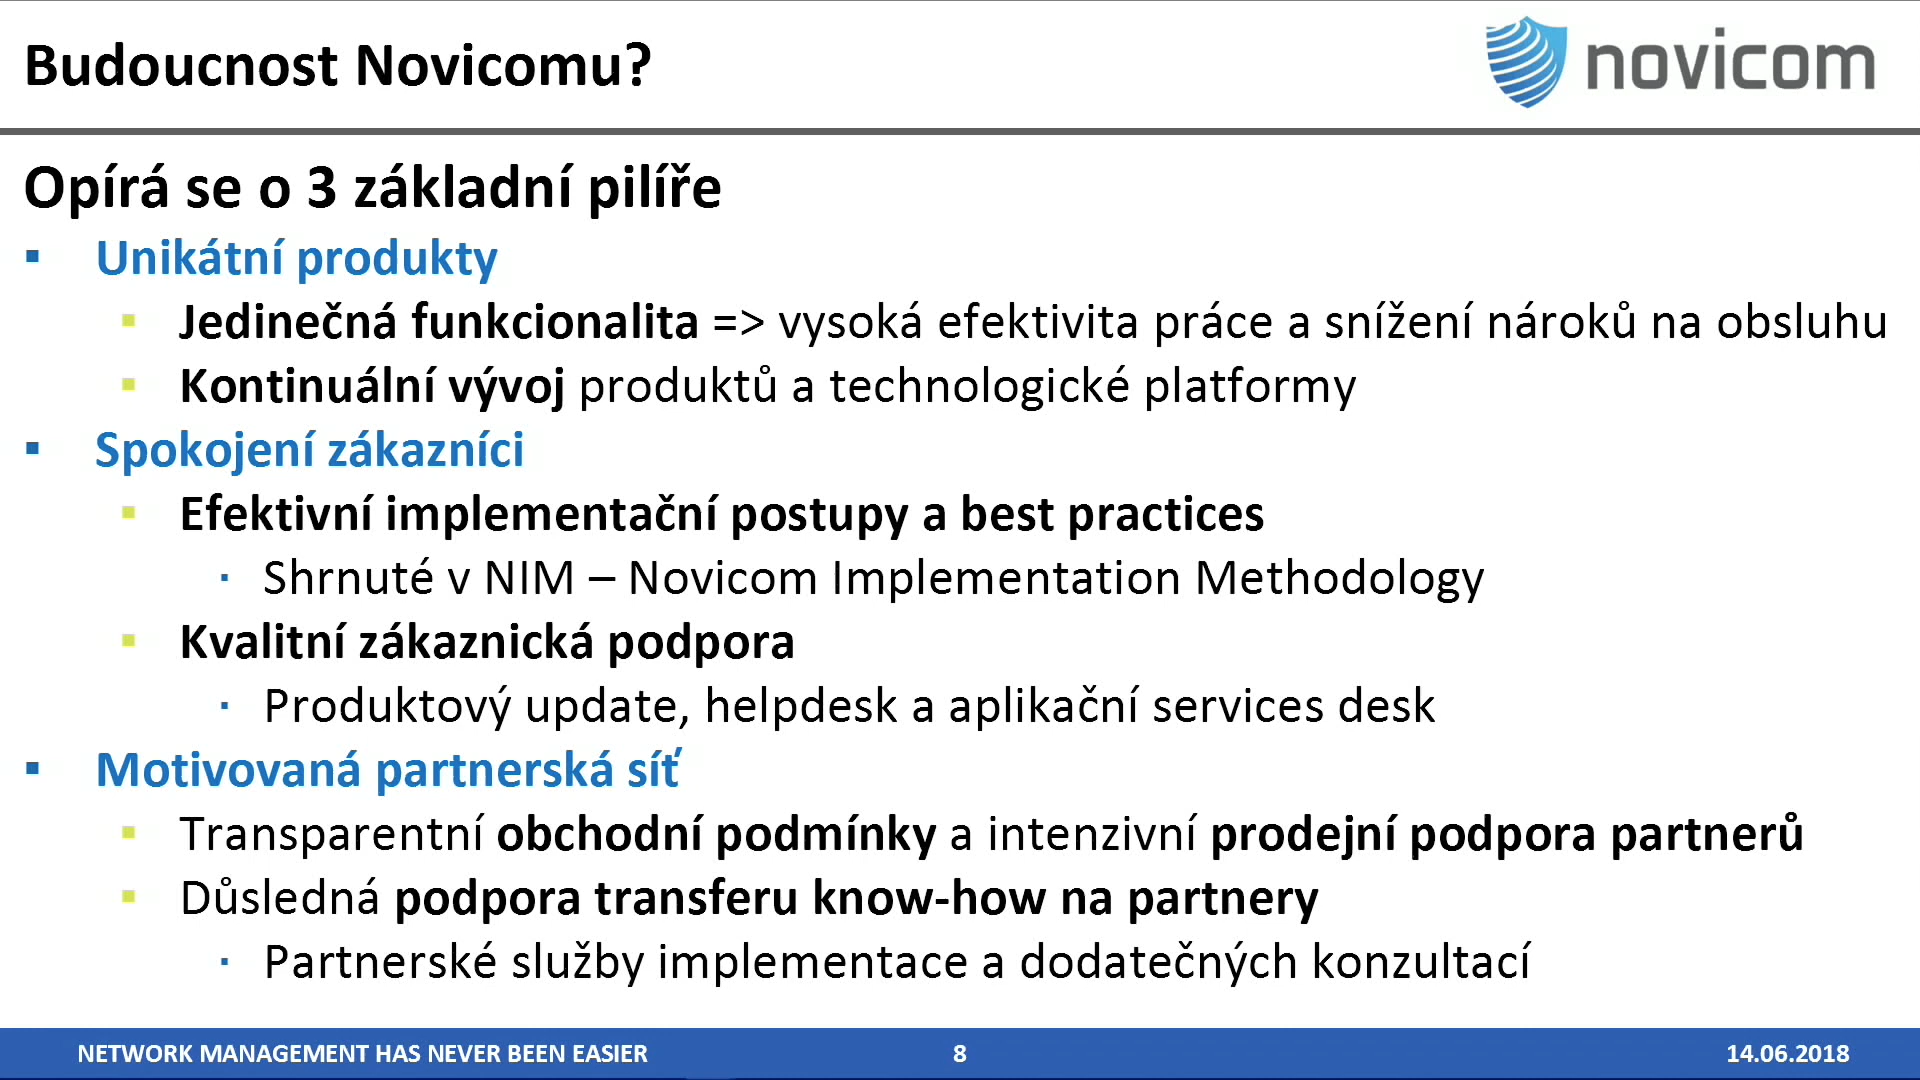 Budoucnost Novicomu?
novicom
Opírá se o 3 základní pilíře
▪ Unikátní produkty
▪ Jedinečná funkcionalita => vysoká efektivita práce a snížení nároků na obsluhu
▪ Kontinuální vývoj produktů a technologické platformy
▪ Spokojení zákazníci
▪ Efektivní implementační postupy a best practices
· Shrnuté v NIM – Novicom Implementation Methodology
▪ Kvalitní zákaznická podpora
· Produktový update, helpdesk a aplikační services desk
▪ Motivovaná partnerská síť
▪ Transparentní obchodní podmínky a intenzivní prodejní podpora partnerů
▪ Důsledná podpora transferu know-how na partnery
· Partnerské služby implementace a dodatečných konzultací
NETWORK MANAGEMENT HAS NEVER BEEN EASIER
8
14.06.2018